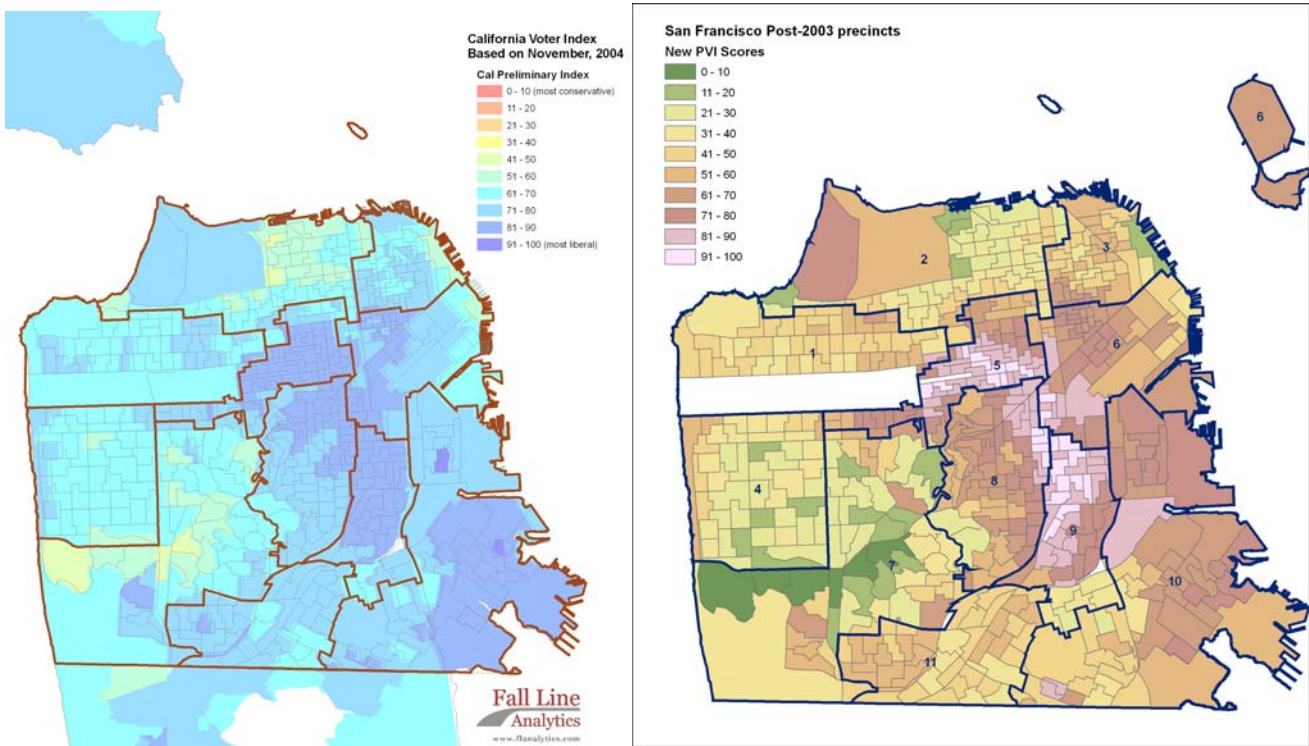 California Voter Index
Based on November, 2004
Cal Preliminary Index
0 - 10 (most conservative)
11 - 20
21 - 30
31 - 40
41 - 50
51 - 60
61 - 70
71 - 80
81 - 90
91 - 100 (most liberal)
Fall Line
Analytics
www.flanalytics.com
San Francisco Post-2003 precincts
New PVI Scores
0 - 10
11 - 20
21 - 30
31 - 40
41 - 50
51 - 60
61 - 70
71 - 80
81 - 90
91 - 100
6
3
2
6
1
5
4
8
9
7
10
11